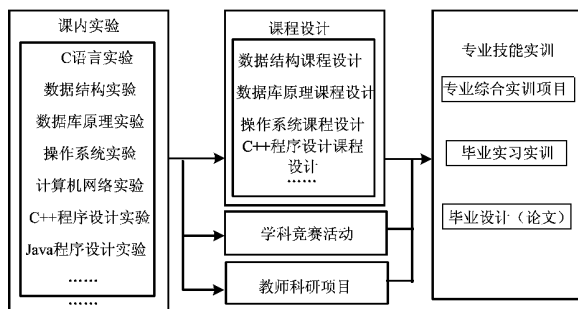 课内实验
C语言实验
数据结构实验
数据库原理实验
操作系统实验
计算机网络实验
C++程序设计实验
Java程序设计实验
……
……
课程设计
数据结构课程设计
数据库原理课程设计
操作系统课程设计
C++程序设计课程
设计
……
学科竞赛活动
教师科研项目
专业技能实训
专业综合实训项目
毕业实习实训
毕业设计（论文）